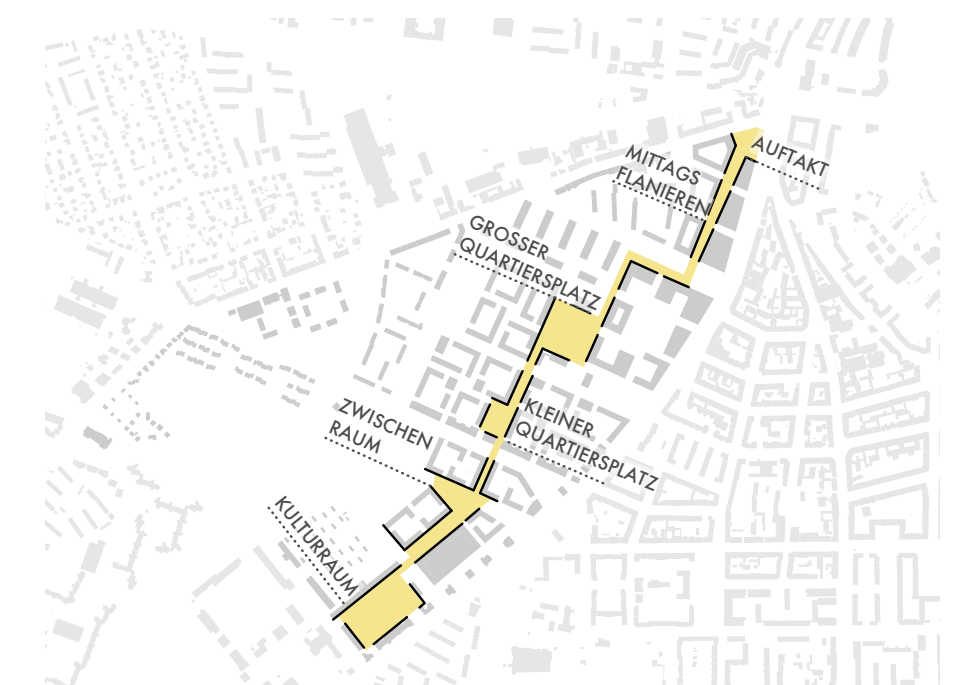 AUFTAKT
MITTAGS
FLANIEREN
GROSSER
QUARTIERSPLATZ
KLEINER
QUARTIERSPLATZ
ZWISCHEN
RAUM
KULTURRAUM